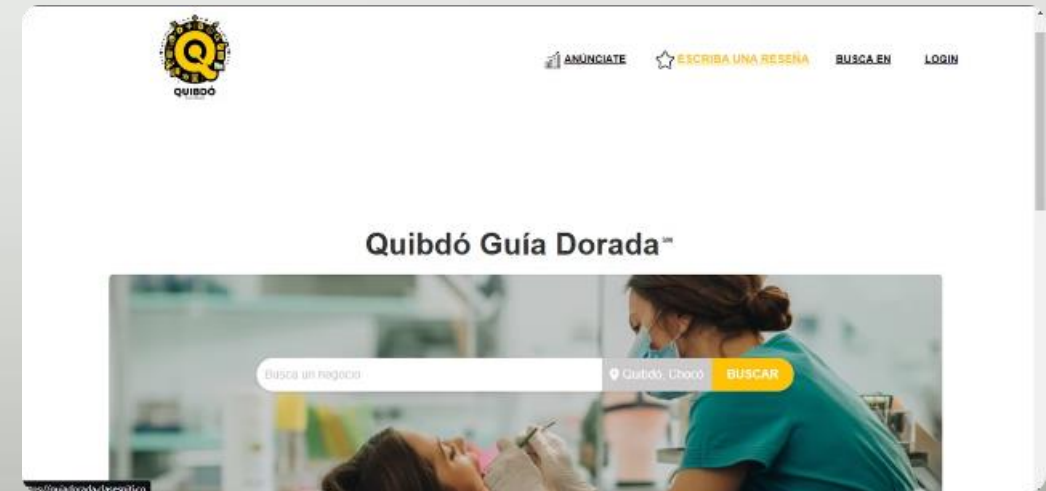 QUIBDÓ
ANÚNCIATE
ESCRIBA UNA RESEÑA
BUSCA EN
LOGIN
Quibdó Guía Dorada℠
Busca un negocio
Quibdó, Chocó
BUSCAR